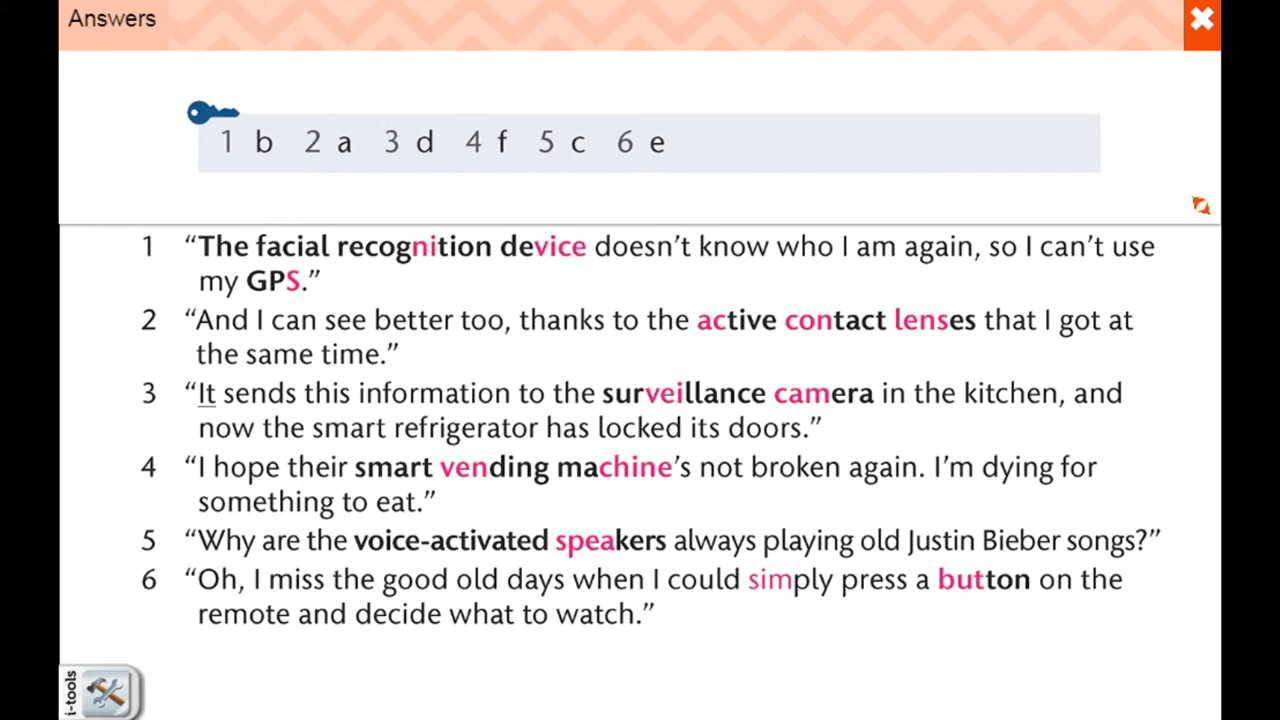 Answers
1 b 2 a 3 d 4 f 5 c 6 e
1 “The facial recognition device doesn’t know who I am again, so I can’t use
my GPS.”
2 “And I can see better too, thanks to the active contact lenses that I got at
the same time.”
3 “It sends this information to the surveillance camera in the kitchen, and
now the smart refrigerator has locked its doors.”
4 “I hope their smart vending machine’s not broken again. I’m dying for
something to eat.”
5 “Why are the voice-activated speakers always playing old Justin Bieber songs?”
6 “Oh, I miss the good old days when I could simply press a button on the
remote and decide what to watch.”
i-tools